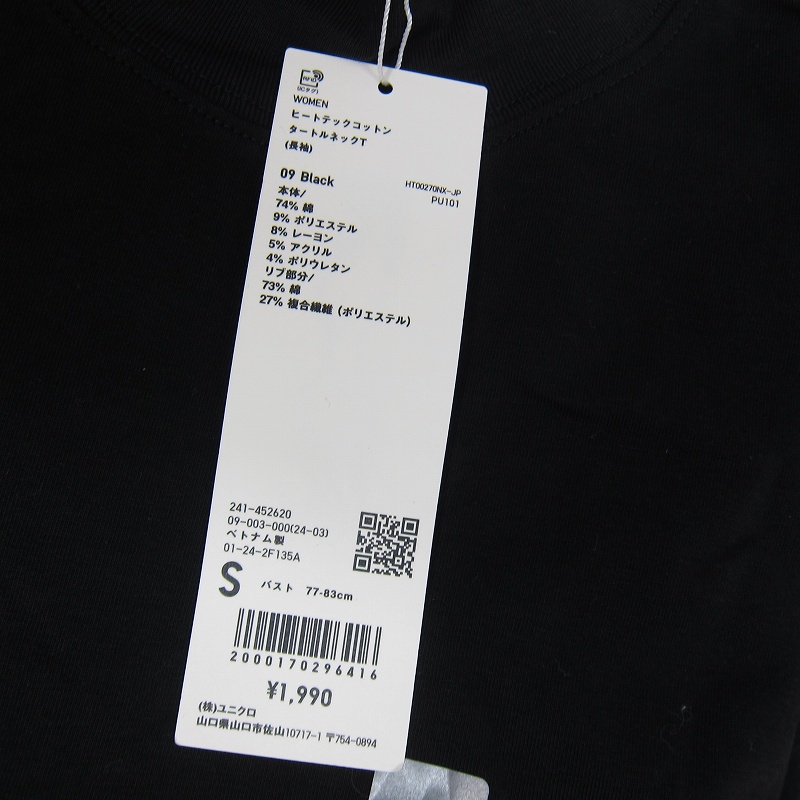 RFID
(ICタグ)
WOMEN
ヒートテックコットン
タートルネックT
(長袖)
09 Black
HT00270NX-JP
PU101
本体/
74% 綿
9% ポリエステル
8% レーヨン
5% アクリル
4% ポリウレタン
リブ部分/
73% 綿
27% 複合繊維 (ポリエステル)
241-452620
09-003-000(24-03)
ベトナム製
01-24-2F135A
S バスト 77-83cm
2000170296416
¥1,990
(株)ユニクロ
山口県山口市佐山10717-1 〒754-0894